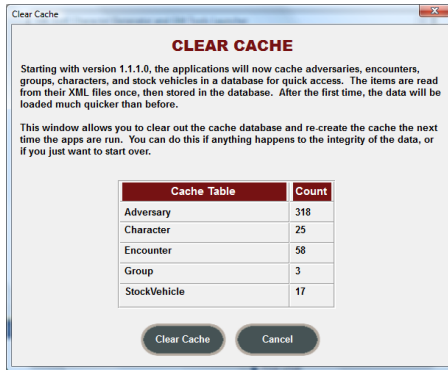 Clear Cache
CLEAR CACHE
Starting with version 1.1.1.0, the applications will now cache adversaries, encounters,
groups, characters, and stock vehicles in a database for quick access. The items are read
from their XML files once, then stored in the database. After the first time, the data will be
loaded much quicker than before.
This window allows you to clear out the cache database and re-create the cache the next
time the apps are run. You can do this if anything happens to the integrity of the data, or
if you just want to start over.
Cache Table Count
Adversary 318
Character 25
Encounter 58
Group 3
StockVehicle 17
Clear Cache Cancel